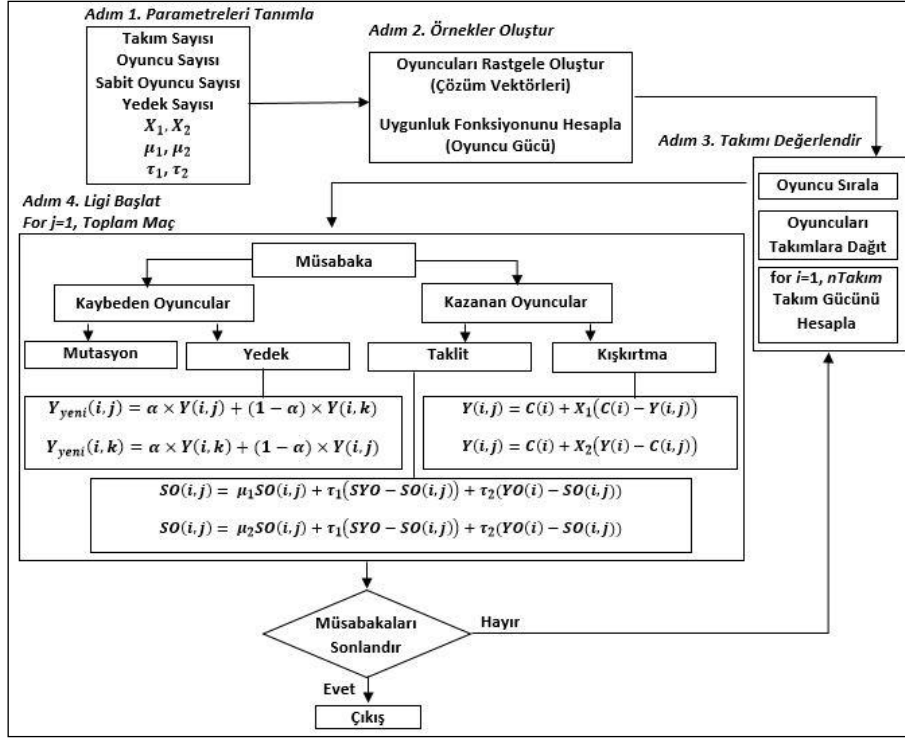 Adım 1. Parametreleri Tanımla
Takım Sayısı
Oyuncu Sayısı
Sabit Oyuncu Sayısı
Yedek Sayısı
X₁, X₂
μ₁, μ₂
τ₁, τ₂
Adım 2. Örnekler Oluştur
Oyuncuları Rastgele Oluştur
(Çözüm Vektörleri)
Uygunluk Fonksiyonunu Hesapla
(Oyuncu Gücü)
Adım 3. Takımı Değerlendir
Oyuncu Sırala
Oyuncuları
Takımlara Dağıt
for i=1, nTakım
Takım Gücünü
Hesapla
Adım 4. Ligi Başlat
For j=1, Toplam Maç
Müsabaka
Kaybeden Oyuncular
Kazanan Oyuncular
Mutasyon
Yedek
Taklit
Kışkırtma
Y_yeni(i, j) = α × Y(i, j) + (1 − α) × Y(i, k)
Y_yeni(i, k) = α × Y(i, k) + (1 − α) × Y(i, j)
Y(i, j) = C(i) + X₁(C(i) − Y(i, j))
Y(i, j) = C(i) + X₂(Y(i) − C(i, j))
SO(i, j) = μ₁SO(i, j) + τ₁(SYO − SO(i, j)) + τ₂(YO(i) − SO(i, j))
SO(i, j) = μ₂SO(i, j) + τ₁(SYO − SO(i, j)) + τ₂(YO(i) − SO(i, j))
Müsabakaları
Sonlandır
Hayır
Evet
Çıkış